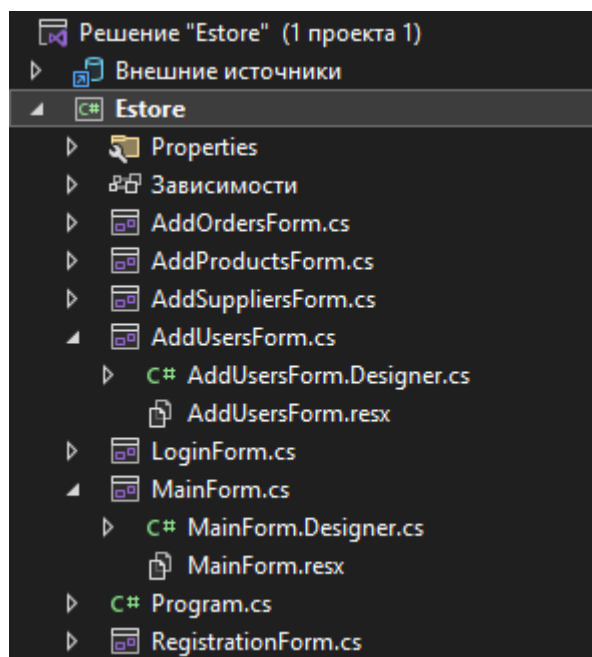 Решение "Estore" (1 проекта 1)
Внешние источники
C# Estore
Properties
Зависимости
AddOrdersForm.cs
AddProductsForm.cs
AddSuppliersForm.cs
AddUsersForm.cs
C# AddUsersForm.Designer.cs
AddUsersForm.resx
LoginForm.cs
MainForm.cs
C# MainForm.Designer.cs
MainForm.resx
C# Program.cs
RegistrationForm.cs